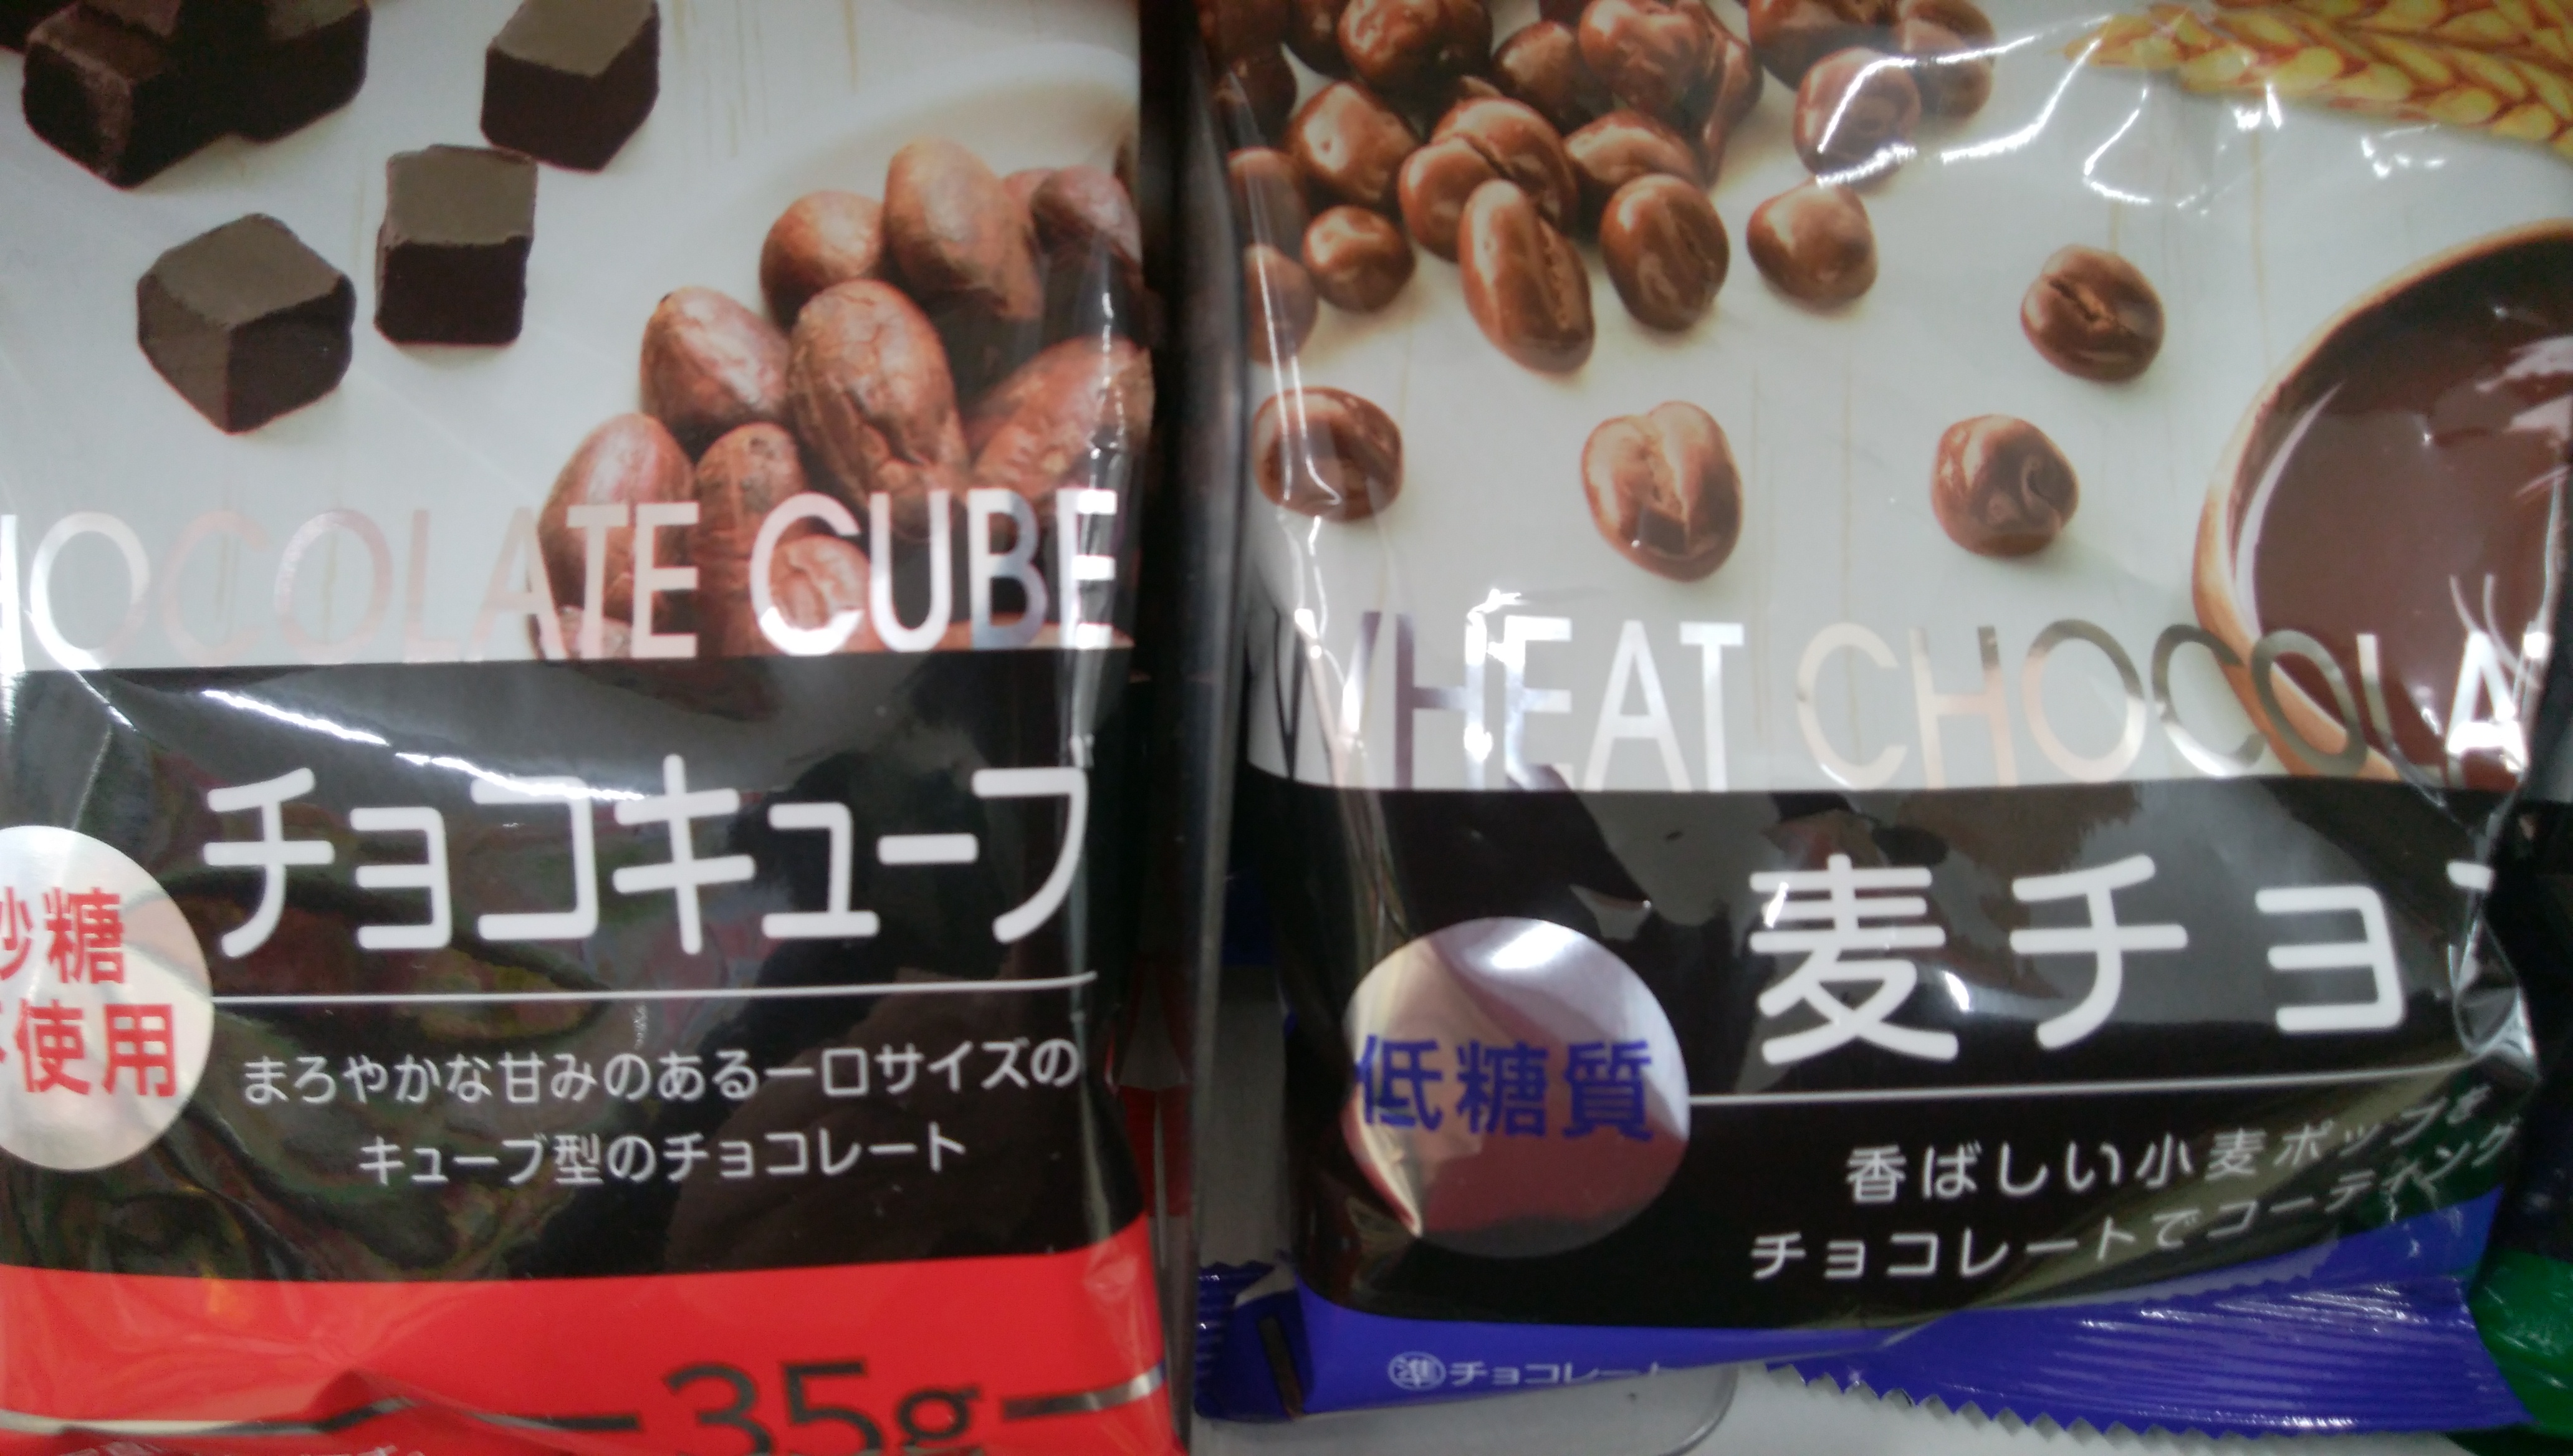 HOCOLATE CUBE
チョコキューブ
砂糖
不使用
まろやかな甘みのある一口サイズの
キューブ型のチョコレート
35g
WHEAT CHOCOLA
麦チョコ
低糖質
香ばしい小麦ポップを
チョコレートでコーティング
準チョコレート